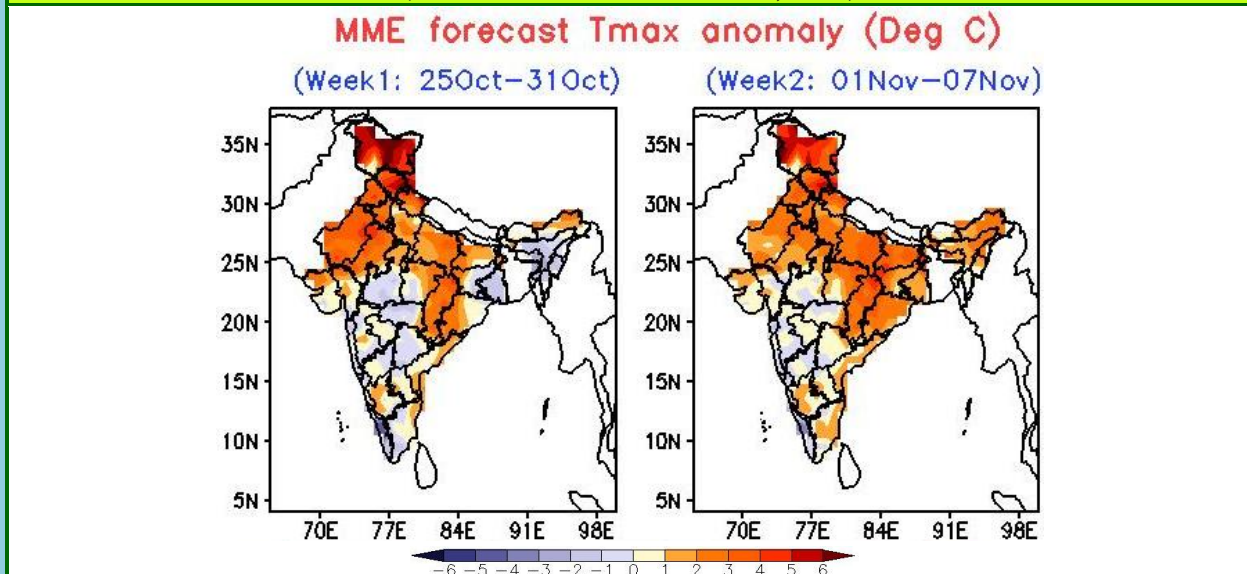 MME forecast Tmax anomaly (Deg C)
(Week1: 25Oct−31Oct)
(Week2: 01Nov−07Nov)
35N
30N
25N
20N
15N
10N
5N
70E 77E 84E 91E 98E
35N
30N
25N
20N
15N
10N
5N
70E 77E 84E 91E 98E
−6 −5 −4 −3 −2 −1 0 1 2 3 4 5 6